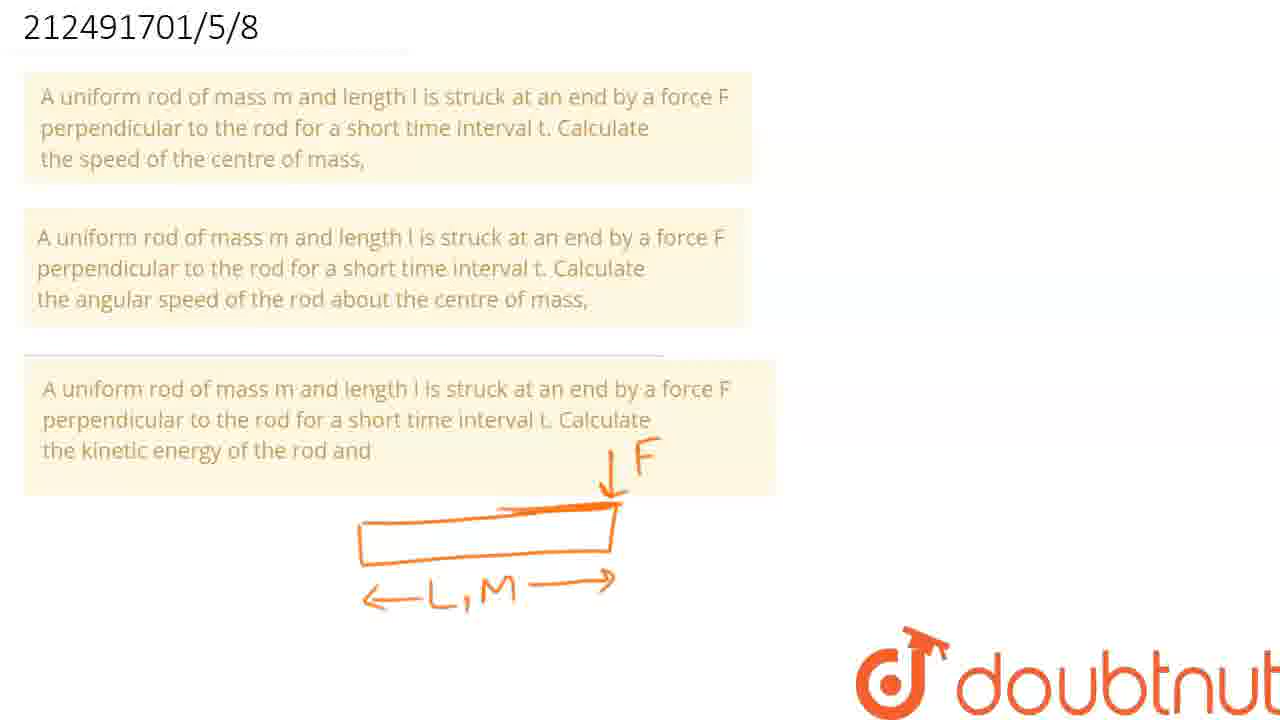 212491701/5/8
A uniform rod of mass m and length l is struck at an end by a force F
perpendicular to the rod for a short time interval t. Calculate
the speed of the centre of mass,
A uniform rod of mass m and length l is struck at an end by a force F
perpendicular to the rod for a short time interval t. Calculate
the angular speed of the rod about the centre of mass,
A uniform rod of mass m and length l is struck at an end by a force F
perpendicular to the rod for a short time interval t. Calculate
the kinetic energy of the rod and
F
L, M
doubtnut